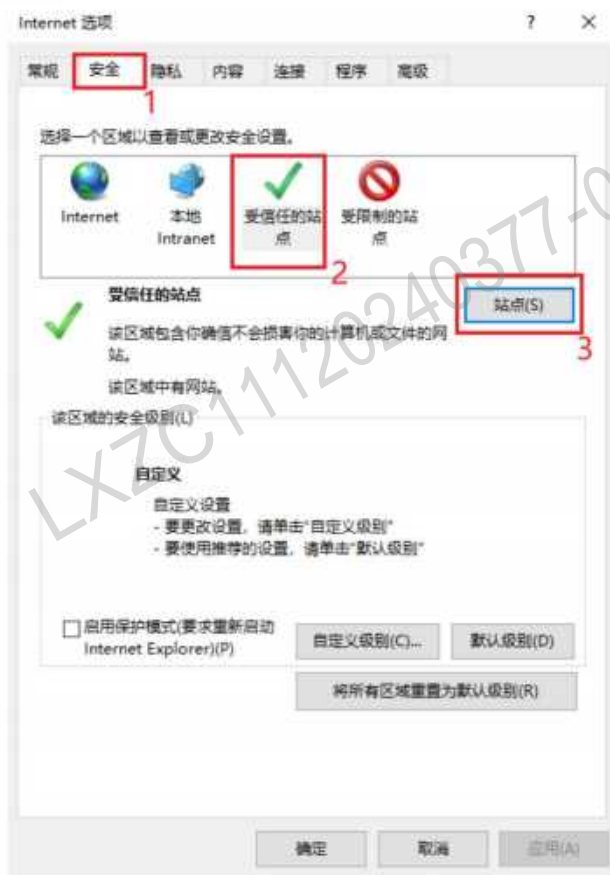 Internet 选项
? ×
常规 安全 隐私 内容 连接 程序 高级
1
选择一个区域以查看或更改安全设置。
Internet 本地 Intranet 受信任的站点 受限制的站点
2
受信任的站点
站点(S)
3
该区域包含你确信不会损害你的计算机或文件的网
站。
该区域中有网站。
该区域的安全级别(L)
自定义
自定义设置
- 要更改设置，请单击"自定义级别"
- 要使用推荐的设置，请单击"默认级别"
启用保护模式(要求重新启动
Internet Explorer)(P)
自定义级别(C)... 默认级别(D)
将所有区域重置为默认级别(R)
确定 取消 应用(A)
LXZC11120240377-0